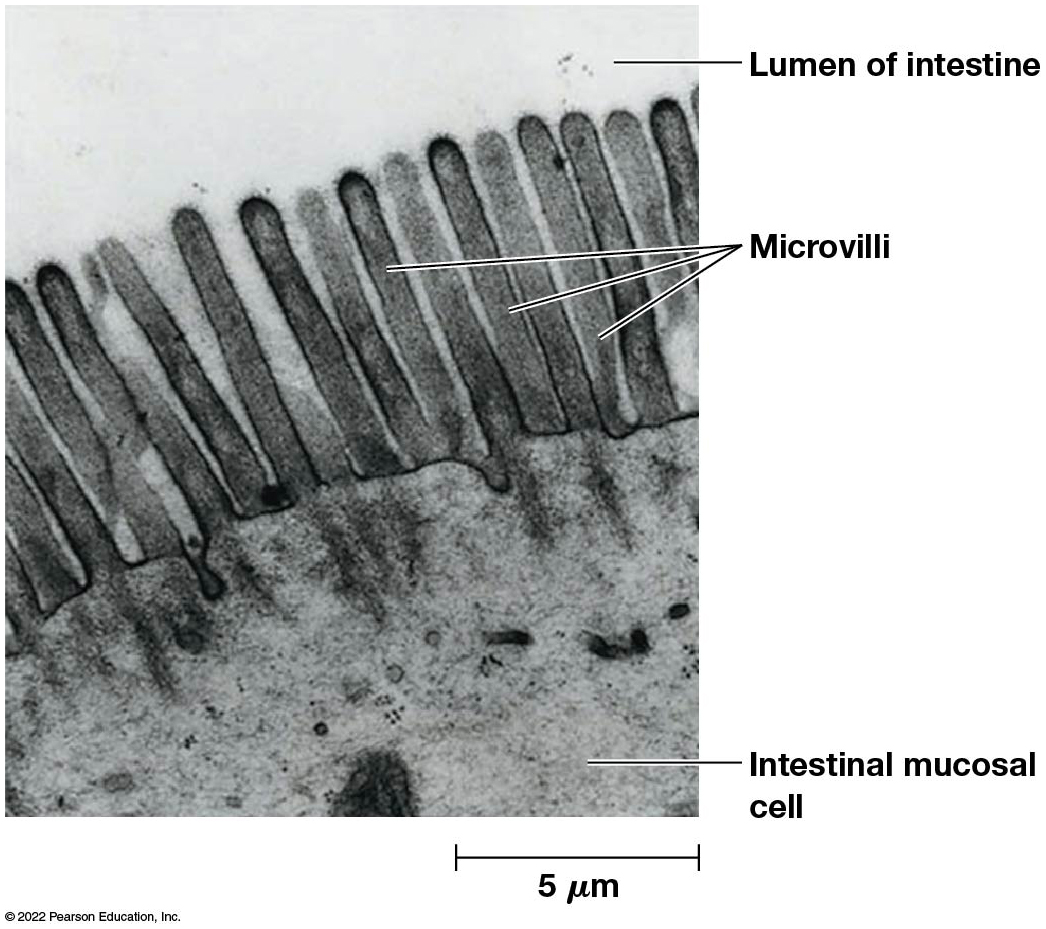 Lumen of intestine
Microvilli
Intestinal mucosal
cell
5 μm
© 2022 Pearson Education, Inc.